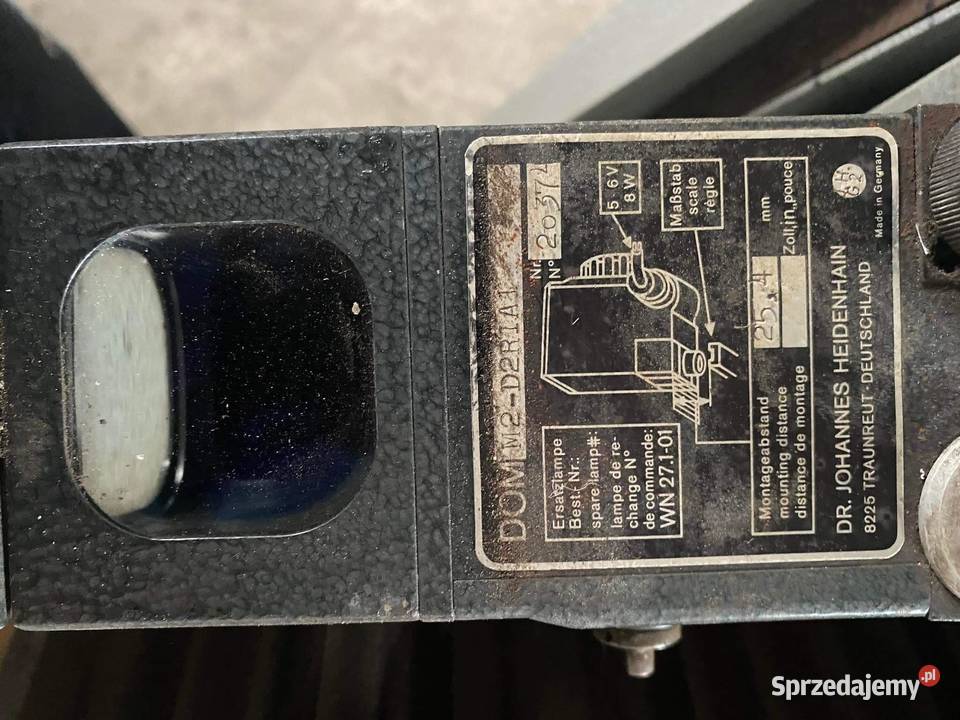 DOM M2-D2R1A1
Nr.
N° 20374
5.6V
8 W
Maßstab
scale
règle
Ersatzlampe
Best.-Nr.:
spare lamp#:
lampe de re-
change N°
de commande:
WN 27.1-01
Montageabstand
mounting distance
distance de montage
25.4
mm
Zoll „in„ pouce
DR. JOHANNES HEIDENHAIN
8225 TRAUNREUT-DEUTSCHLAND
Made in Germany
Sprzedajemy.pl